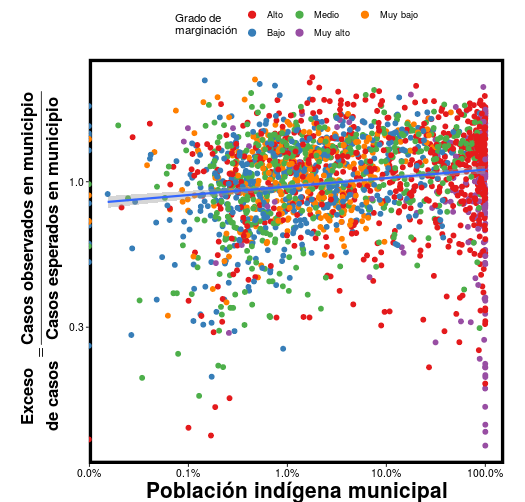 Grado de
marginación
Alto
Medio
Muy bajo
Bajo
Muy alto
Exceso de casos = Casos observados en municipio
Casos esperados en municipio
1.0
0.3
0.0%
0.1%
1.0%
10.0%
100.0%
Población indígena municipal